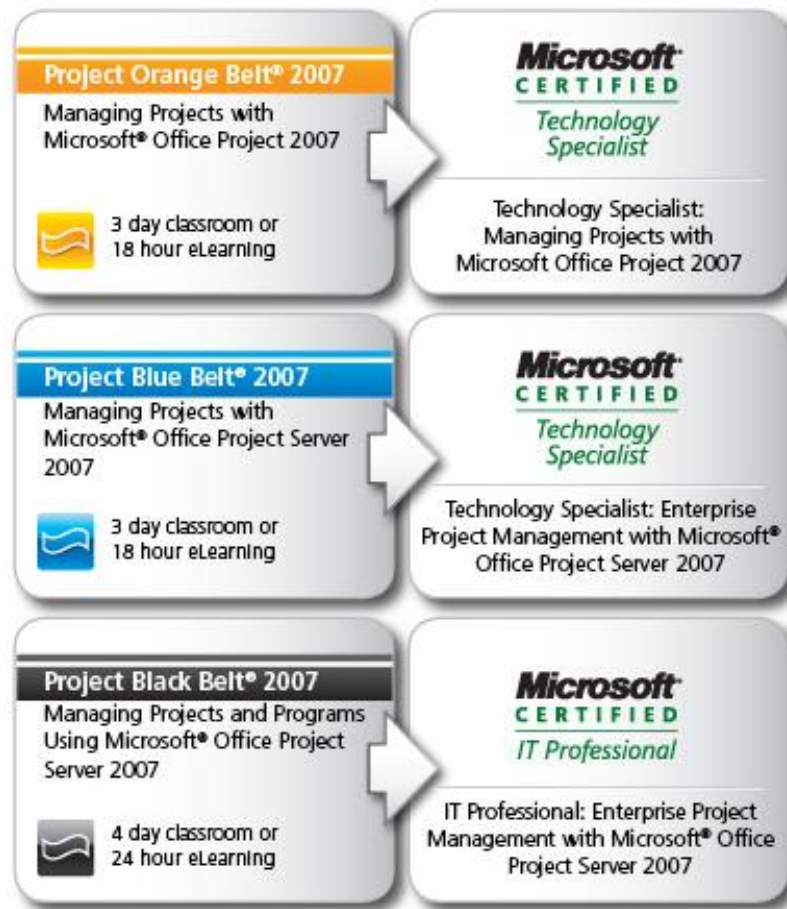 Project Orange Belt® 2007
Managing Projects with
Microsoft® Office Project 2007
3 day classroom or
18 hour eLearning
Microsoft®
CERTIFIED
Technology
Specialist
Technology Specialist:
Managing Projects with
Microsoft Office Project 2007
Project Blue Belt® 2007
Managing Projects with
Microsoft® Office Project Server
2007
3 day classroom or
18 hour eLearning
Microsoft®
CERTIFIED
Technology
Specialist
Technology Specialist: Enterprise
Project Management with Microsoft®
Office Project Server 2007
Project Black Belt® 2007
Managing Projects and Programs
Using Microsoft® Office Project
Server 2007
4 day classroom or
24 hour eLearning
Microsoft®
CERTIFIED
IT Professional
IT Professional: Enterprise Project
Management with Microsoft® Office
Project Server 2007